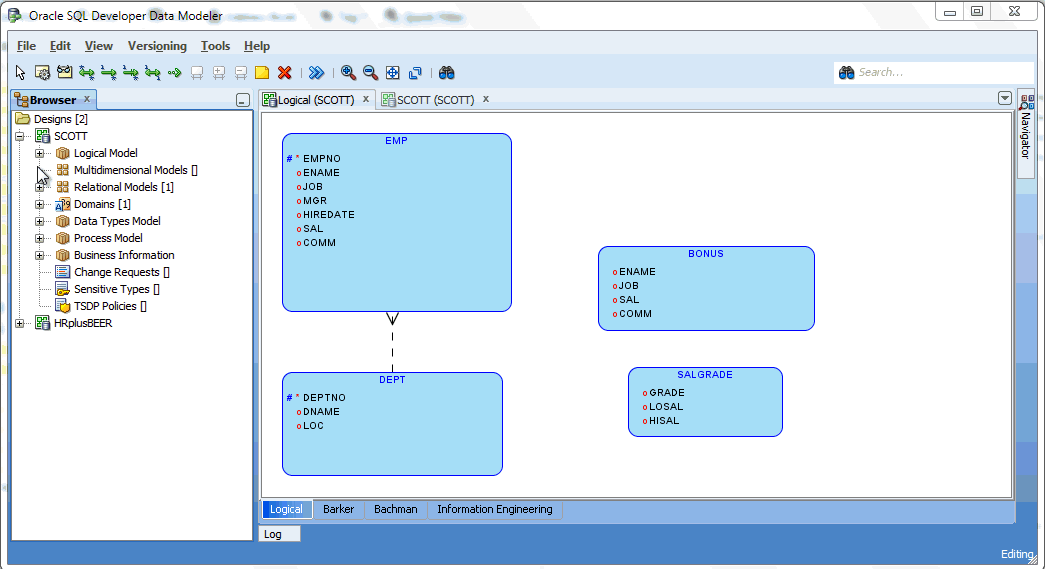 Oracle SQL Developer Data Modeler
File Edit View Versioning Tools Help
Search...
Browser x
Designs [2]
SCOTT
Logical Model
Multidimensional Models []
Relational Models [1]
Domains [1]
Data Types Model
Process Model
Business Information
Change Requests []
Sensitive Types []
TSDP Policies []
HRplusBEER
Logical (SCOTT) x SCOTT (SCOTT) x
EMP
# * EMPNO
o ENAME
o JOB
o MGR
o HIREDATE
o SAL
o COMM
DEPT
# * DEPTNO
o DNAME
o LOC
BONUS
o ENAME
o JOB
o SAL
o COMM
SALGRADE
o GRADE
o LOSAL
o HISAL
Navigator
Logical Barker Bachman Information Engineering
Log
Editing